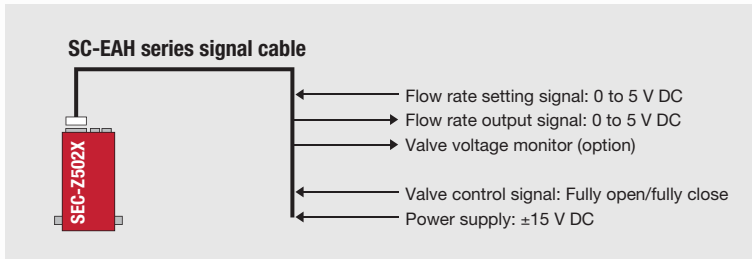 SC-EAH series signal cable
Flow rate setting signal: 0 to 5 V DC
Flow rate output signal: 0 to 5 V DC
Valve voltage monitor (option)
SEC-Z502X
Valve control signal: Fully open/fully close
Power supply: ±15 V DC